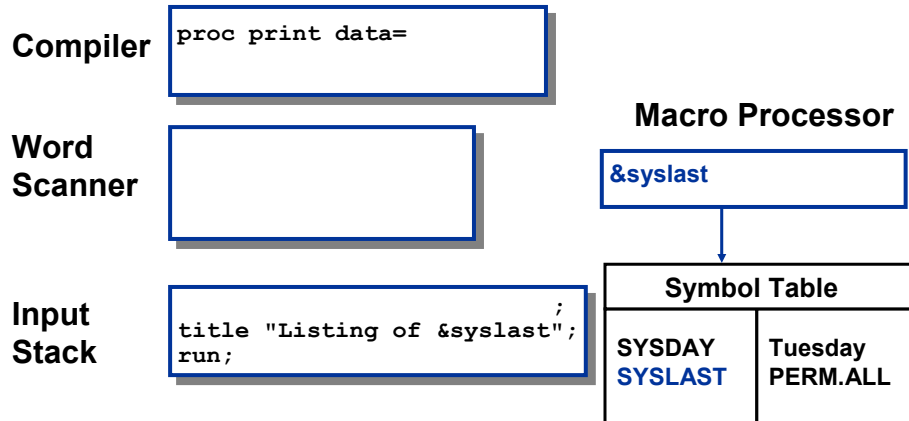 Compiler
proc print data=
Word
Scanner
Macro Processor
&syslast
Input
Stack
;
title "Listing of &syslast";
run;
Symbol Table
SYSDAY Tuesday
SYSLAST PERM.ALL